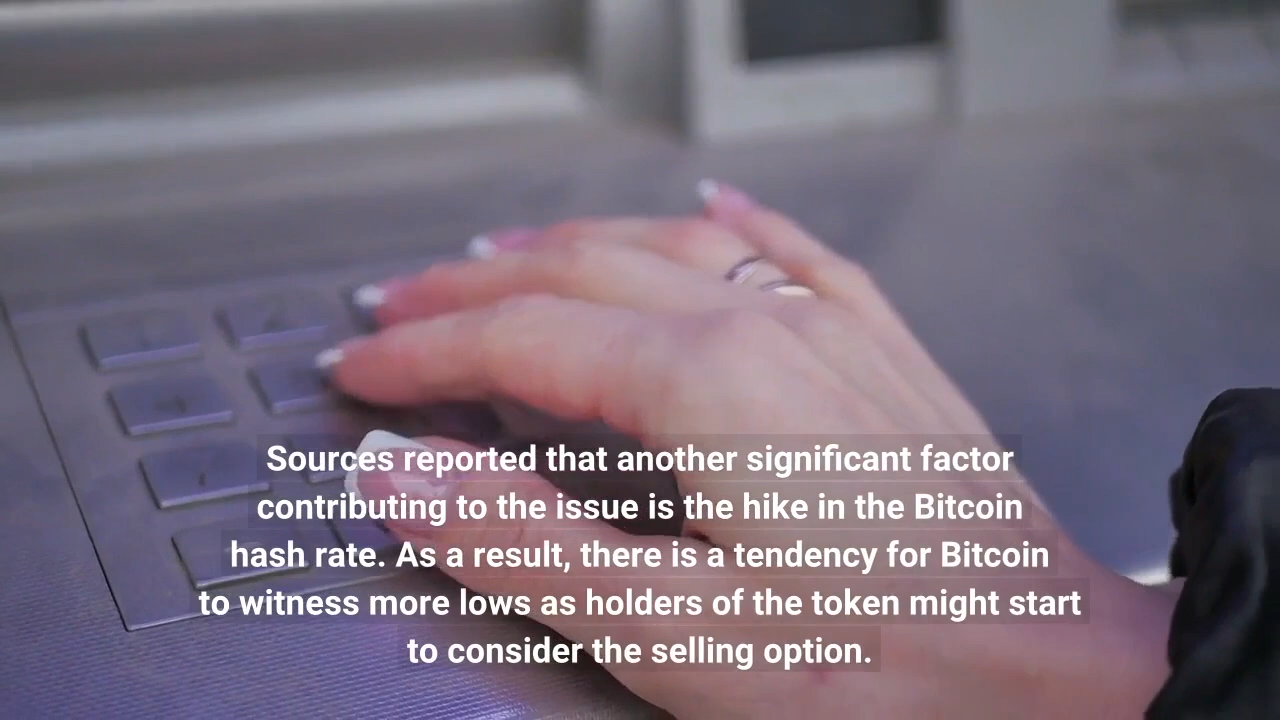 Sources reported that another significant factor
contributing to the issue is the hike in the Bitcoin
hash rate. As a result, there is a tendency for Bitcoin
to witness more lows as holders of the token might start
to consider the selling option.